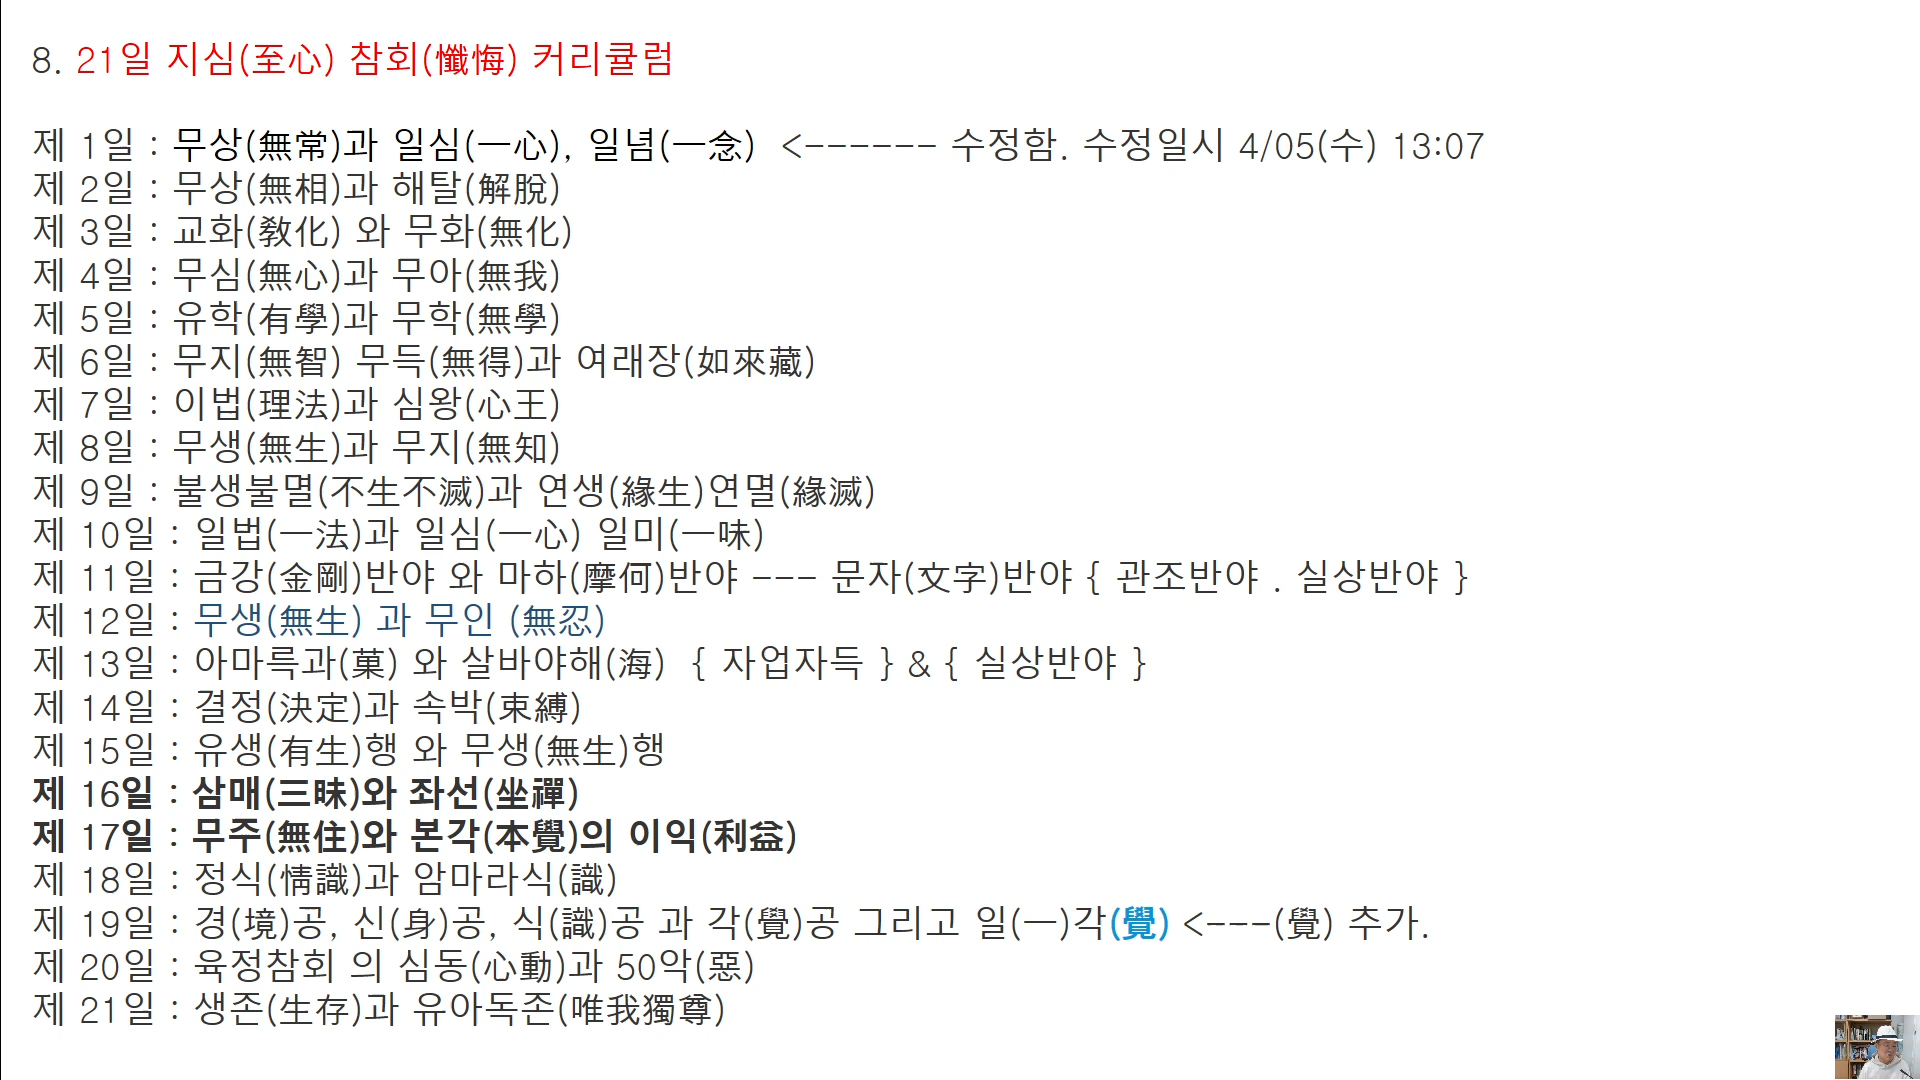 8. 21일 지심(至心) 참회(懺悔) 커리큘럼
제 1일 : 무상(無常)과 일심(一心), 일념(一念) <------ 수정함. 수정일시 4/05(수) 13:07
제 2일 : 무상(無相)과 해탈(解脫)
제 3일 : 교화(敎化) 와 무화(無化)
제 4일 : 무심(無心)과 무아(無我)
제 5일 : 유학(有學)과 무학(無學)
제 6일 : 무지(無智) 무득(無得)과 여래장(如來藏)
제 7일 : 이법(理法)과 심왕(心王)
제 8일 : 무생(無生)과 무지(無知)
제 9일 : 불생불멸(不生不滅)과 연생(緣生)연멸(緣滅)
제 10일 : 일법(一法)과 일심(一心) 일미(一味)
제 11일 : 금강(金剛)반야 와 마하(摩何)반야 --- 문자(文字)반야 { 관조반야 . 실상반야 }
제 12일 : 무생(無生) 과 무인 (無忍)
제 13일 : 아마륵과(菓) 와 살바야해(海) { 자업자득 } & { 실상반야 }
제 14일 : 결정(決定)과 속박(束縛)
제 15일 : 유생(有生)행 와 무생(無生)행
제 16일 : 삼매(三昧)와 좌선(坐禪)
제 17일 : 무주(無住)와 본각(本覺)의 이익(利益)
제 18일 : 정식(情識)과 암마라식(識)
제 19일 : 경(境)공, 신(身)공, 식(識)공 과 각(覺)공 그리고 일(一)각(覺) <---(覺) 추가.
제 20일 : 육정참회 의 심동(心動)과 50악(惡)
제 21일 : 생존(生存)과 유아독존(唯我獨尊)